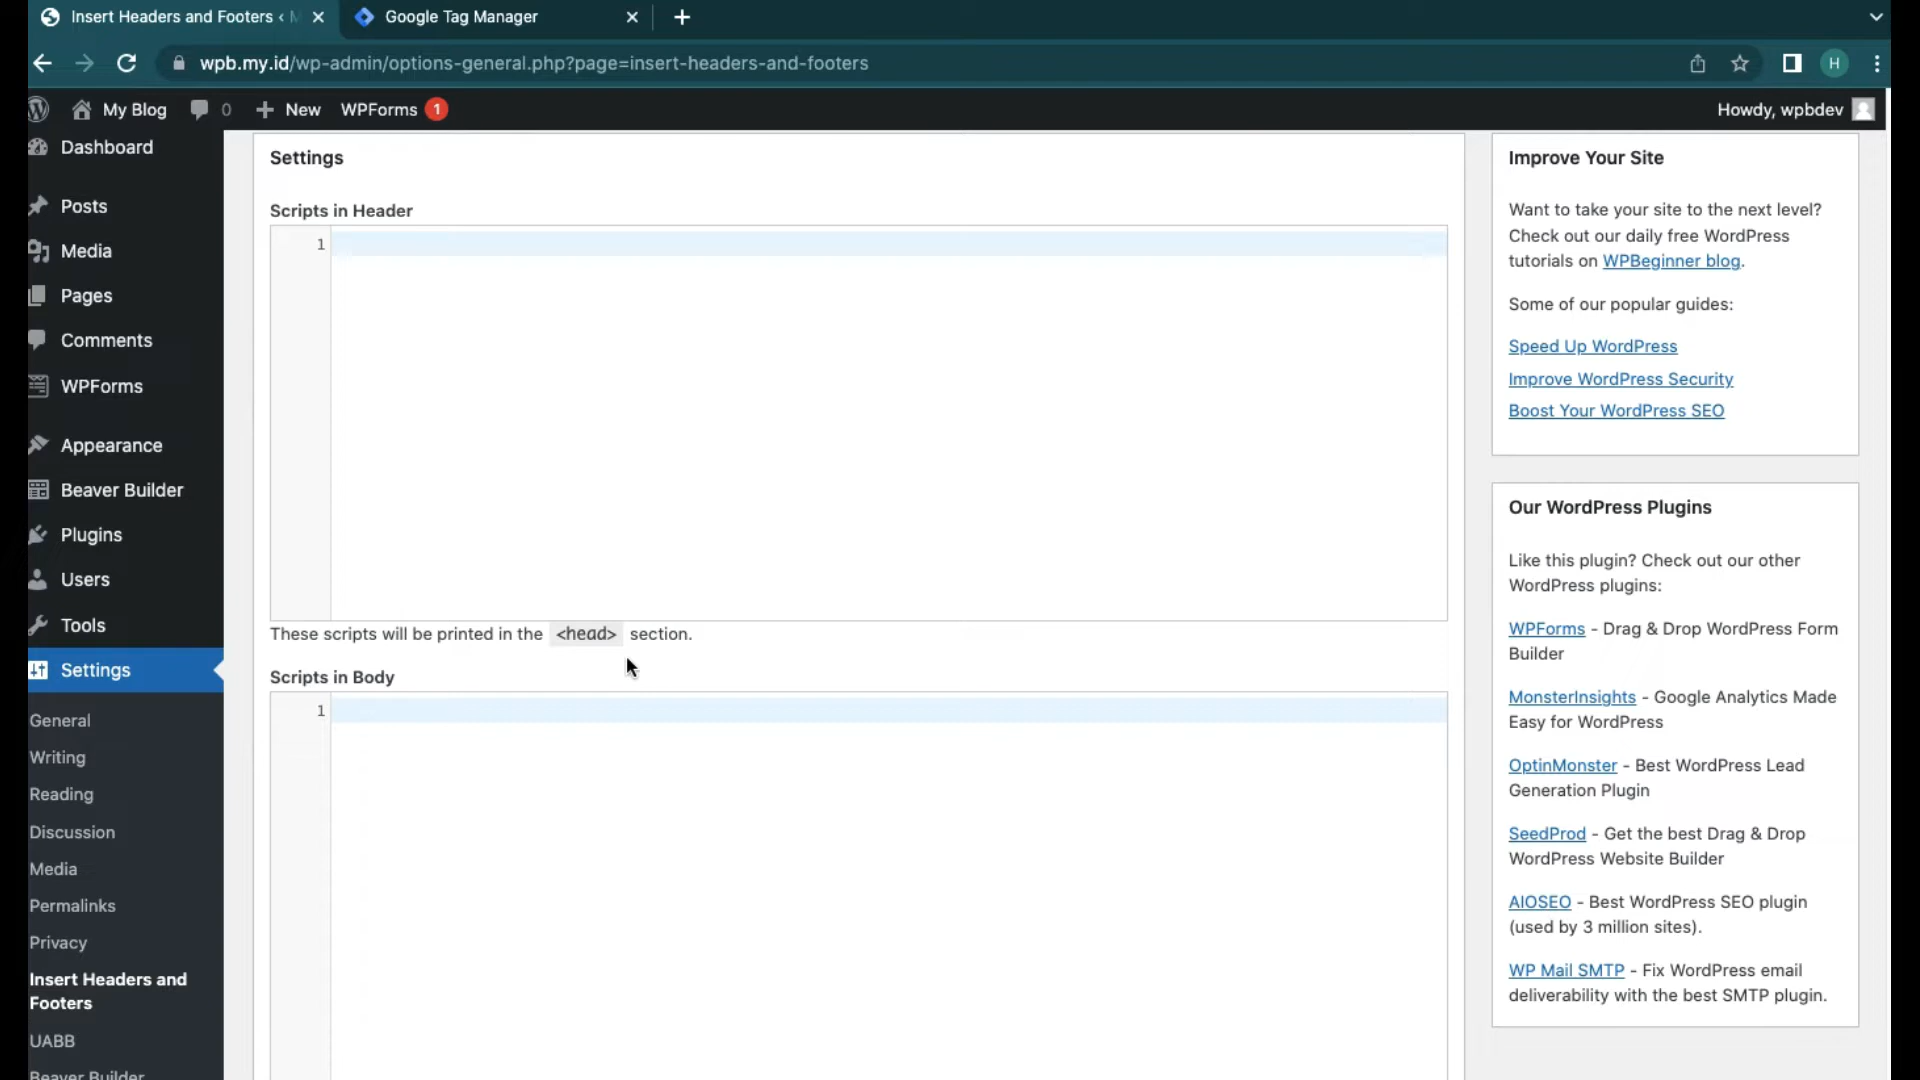 Insert Headers and Footers ‹ M
Google Tag Manager
wpb.my.id/wp-admin/options-general.php?page=insert-headers-and-footers
H
My Blog
0
New
WPForms
1
Howdy, wpbdev
Dashboard
Posts
Media
Pages
Comments
WPForms
Appearance
Beaver Builder
Plugins
Users
Tools
Settings
General
Writing
Reading
Discussion
Media
Permalinks
Privacy
Insert Headers and
Footers
UABB
Beaver Builder
Settings
Scripts in Header
1
These scripts will be printed in the <head> section.
Scripts in Body
1
Improve Your Site
Want to take your site to the next level?
Check out our daily free WordPress
tutorials on WPBeginner blog.
Some of our popular guides:
Speed Up WordPress
Improve WordPress Security
Boost Your WordPress SEO
Our WordPress Plugins
Like this plugin? Check out our other
WordPress plugins:
WPForms - Drag & Drop WordPress Form
Builder
MonsterInsights - Google Analytics Made
Easy for WordPress
OptinMonster - Best WordPress Lead
Generation Plugin
SeedProd - Get the best Drag & Drop
WordPress Website Builder
AIOSEO - Best WordPress SEO plugin
(used by 3 million sites).
WP Mail SMTP - Fix WordPress email
deliverability with the best SMTP plugin.